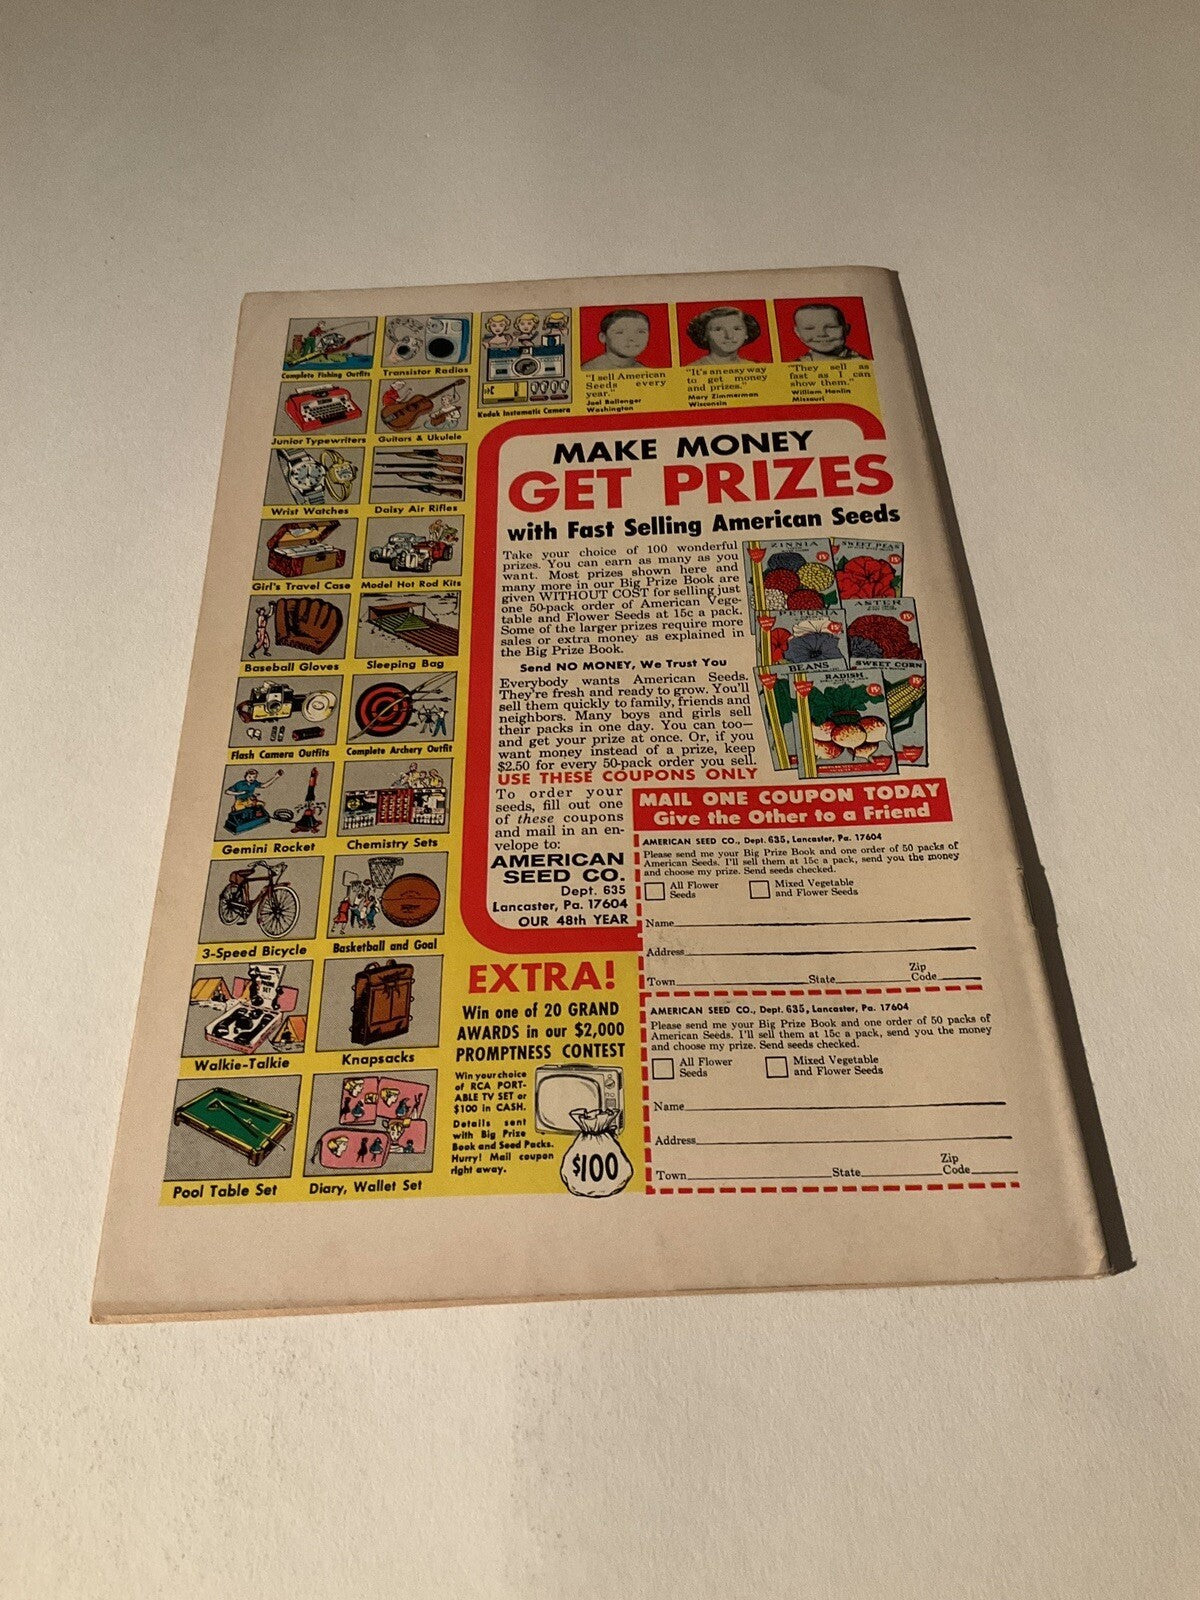 Complete Fishing Outfits
Transistor Radios
Kodak Instamatic Camera
Junior Typewriters
Guitars & Ukulele
Wrist Watches
Daisy Air Rifles
Girl's Travel Case
Model Hot Rod Kits
Baseball Gloves
Sleeping Bag
Flash Camera Outfits
Complete Archery Outfit
Gemini Rocket
Chemistry Sets
3-Speed Bicycle
Basketball and Goal
Walkie-Talkie
Knapsacks
Pool Table Set
Diary, Wallet Set
"I sell American
Seeds every
year."
Joel Ballenger
Washington
"It's an easy way
to get money
and prizes."
Mary Zimmerman
Wisconsin
"They sell as
fast as I can
show them."
William Hanlin
Missouri
MAKE MONEY
GET PRIZES
with Fast Selling American Seeds
Take your choice of 100 wonderful
prizes. You can earn as many as you
want. Most prizes shown here and
many more in our Big Prize Book are
given WITHOUT COST for selling just
one 50-pack order of American Vege-
table and Flower Seeds at 15c a pack.
Some of the larger prizes require more
sales or extra money as explained in
the Big Prize Book.
Send NO MONEY, We Trust You
Everybody wants American Seeds.
They're fresh and ready to grow. You'll
sell them quickly to family, friends and
neighbors. Many boys and girls sell
their packs in one day. You can too—
and get your prize at once. Or, if you
want money instead of a prize, keep
$2.50 for every 50-pack order you sell.
USE THESE COUPONS ONLY
ZINNIA
SWEET PEAS
15¢
PETUNIA
ASTER
15¢
BEANS
SWEET CORN
RADISH
15¢
To order your
seeds, fill out one
of these coupons
and mail in an en-
velope to:
AMERICAN
SEED CO.
Dept. 635
Lancaster, Pa. 17604
OUR 48th YEAR
MAIL ONE COUPON TODAY
Give the Other to a Friend
AMERICAN SEED CO., Dept. 635, Lancaster, Pa. 17604
Please send me your Big Prize Book and one order of 50 packs of
American Seeds. I'll sell them at 15c a pack, send you the money
and choose my prize. Send seeds checked.
All Flower
Seeds
Mixed Vegetable
and Flower Seeds
Name
Address
Town State Zip
Code
AMERICAN SEED CO., Dept. 635, Lancaster, Pa. 17604
Please send me your Big Prize Book and one order of 50 packs of
American Seeds. I'll sell them at 15c a pack, send you the money
and choose my prize. Send seeds checked.
All Flower
Seeds
Mixed Vegetable
and Flower Seeds
Name
Address
Town State Zip
Code
EXTRA!
Win one of 20 GRAND
AWARDS in our $2,000
PROMPTNESS CONTEST
Win your choice
of RCA PORT-
ABLE TV SET or
$100 in CASH.
Details sent
with Big Prize
Book and Seed Packs.
Hurry! Mail coupon
right away.
$100